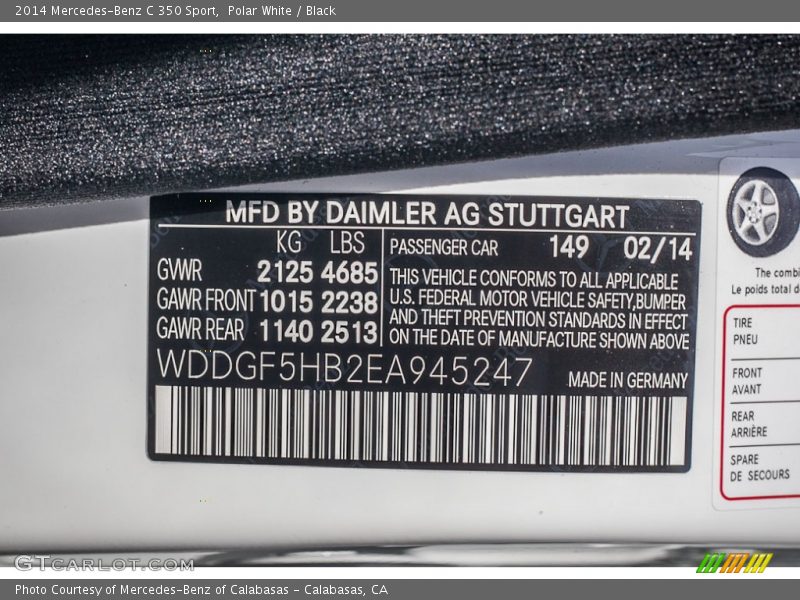 2014 Mercedes-Benz C 350 Sport, Polar White / Black
MFD BY DAIMLER AG STUTTGART
KG LBS
GWR 2125 4685
GAWR FRONT 1015 2238
GAWR REAR 1140 2513
PASSENGER CAR 149 02/14
THIS VEHICLE CONFORMS TO ALL APPLICABLE
U.S. FEDERAL MOTOR VEHICLE SAFETY,BUMPER
AND THEFT PREVENTION STANDARDS IN EFFECT
ON THE DATE OF MANUFACTURE SHOWN ABOVE
WDDGF5HB2EA945247
MADE IN GERMANY
The combi
Le poids total d
TIRE
PNEU
FRONT
AVANT
REAR
ARRIÈRE
SPARE
DE SECOURS
GTCARLOT.COM
Photo Courtesy of Mercedes-Benz of Calabasas - Calabasas, CA